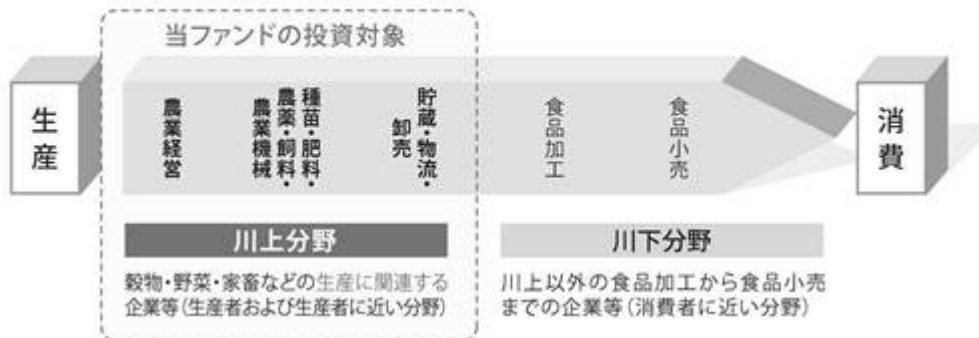 当ファンドの投資対象
生産
農業経営
種苗・肥料・
農薬・飼料・
農業機械
貯蔵・物流・
卸売
食品加工
食品小売
消費
川上分野
穀物・野菜・家畜などの生産に関連する
企業等（生産者および生産者に近い分野）
川下分野
川上以外の食品加工から食品小売
までの企業等（消費者に近い分野）